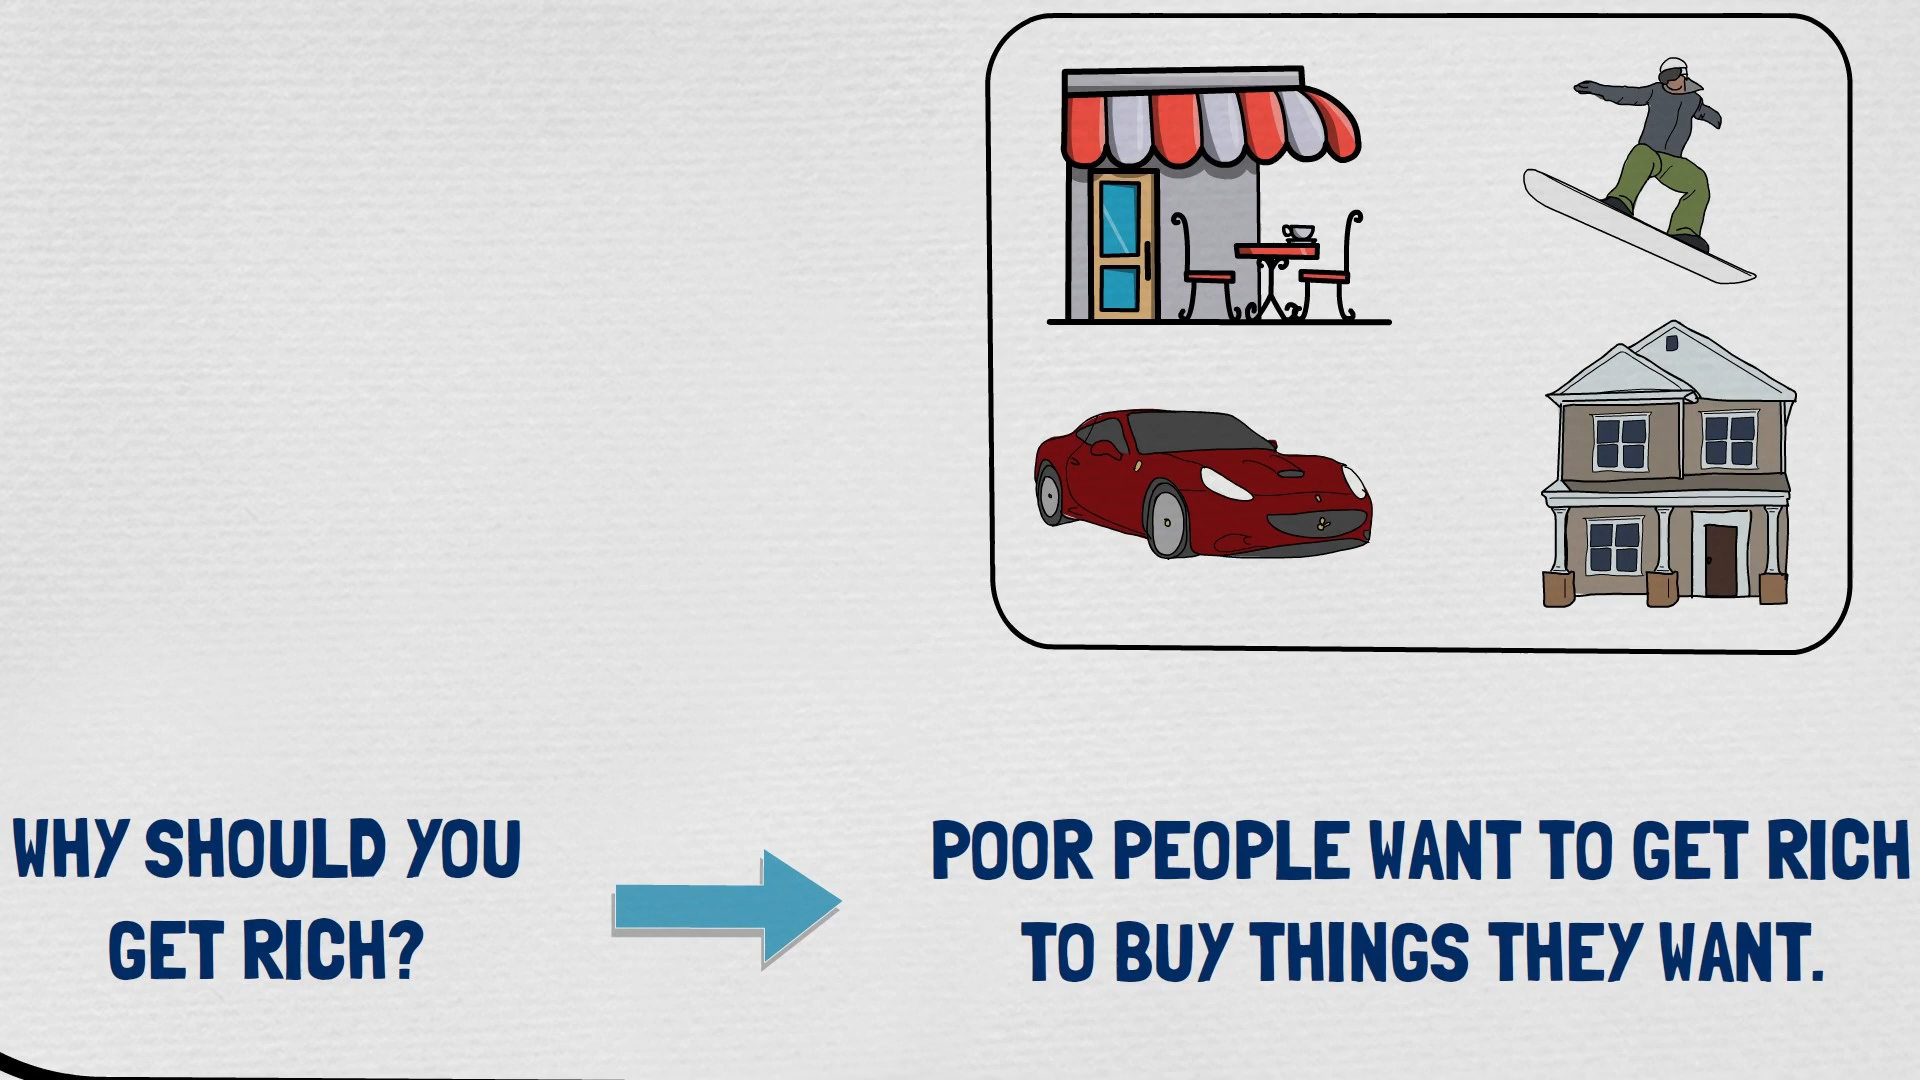 WHY SHOULD YOU
GET RICH?
POOR PEOPLE WANT TO GET RICH
TO BUY THINGS THEY WANT.